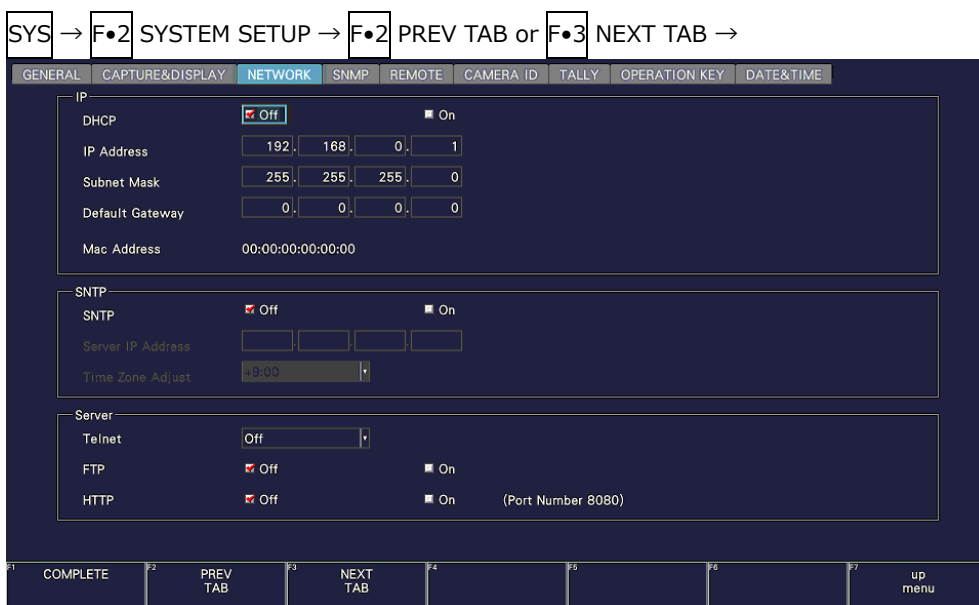 SYS → F•2 SYSTEM SETUP → F•2 PREV TAB or F•3 NEXT TAB →
GENERAL CAPTURE&DISPLAY NETWORK SNMP REMOTE CAMERA ID TALLY OPERATION KEY DATE&TIME
IP
DHCP Off On
IP Address 192. 168. 0. 1
Subnet Mask 255. 255. 255. 0
Default Gateway 0. 0. 0. 0
Mac Address 00:00:00:00:00:00
SNTP
SNTP Off On
Server IP Address . . .
Time Zone Adjust +9:00
Server
Telnet Off
FTP Off On
HTTP Off On (Port Number 8080)
F1 COMPLETE F2 PREV TAB F3 NEXT TAB F4 F5 F6 F7 up menu